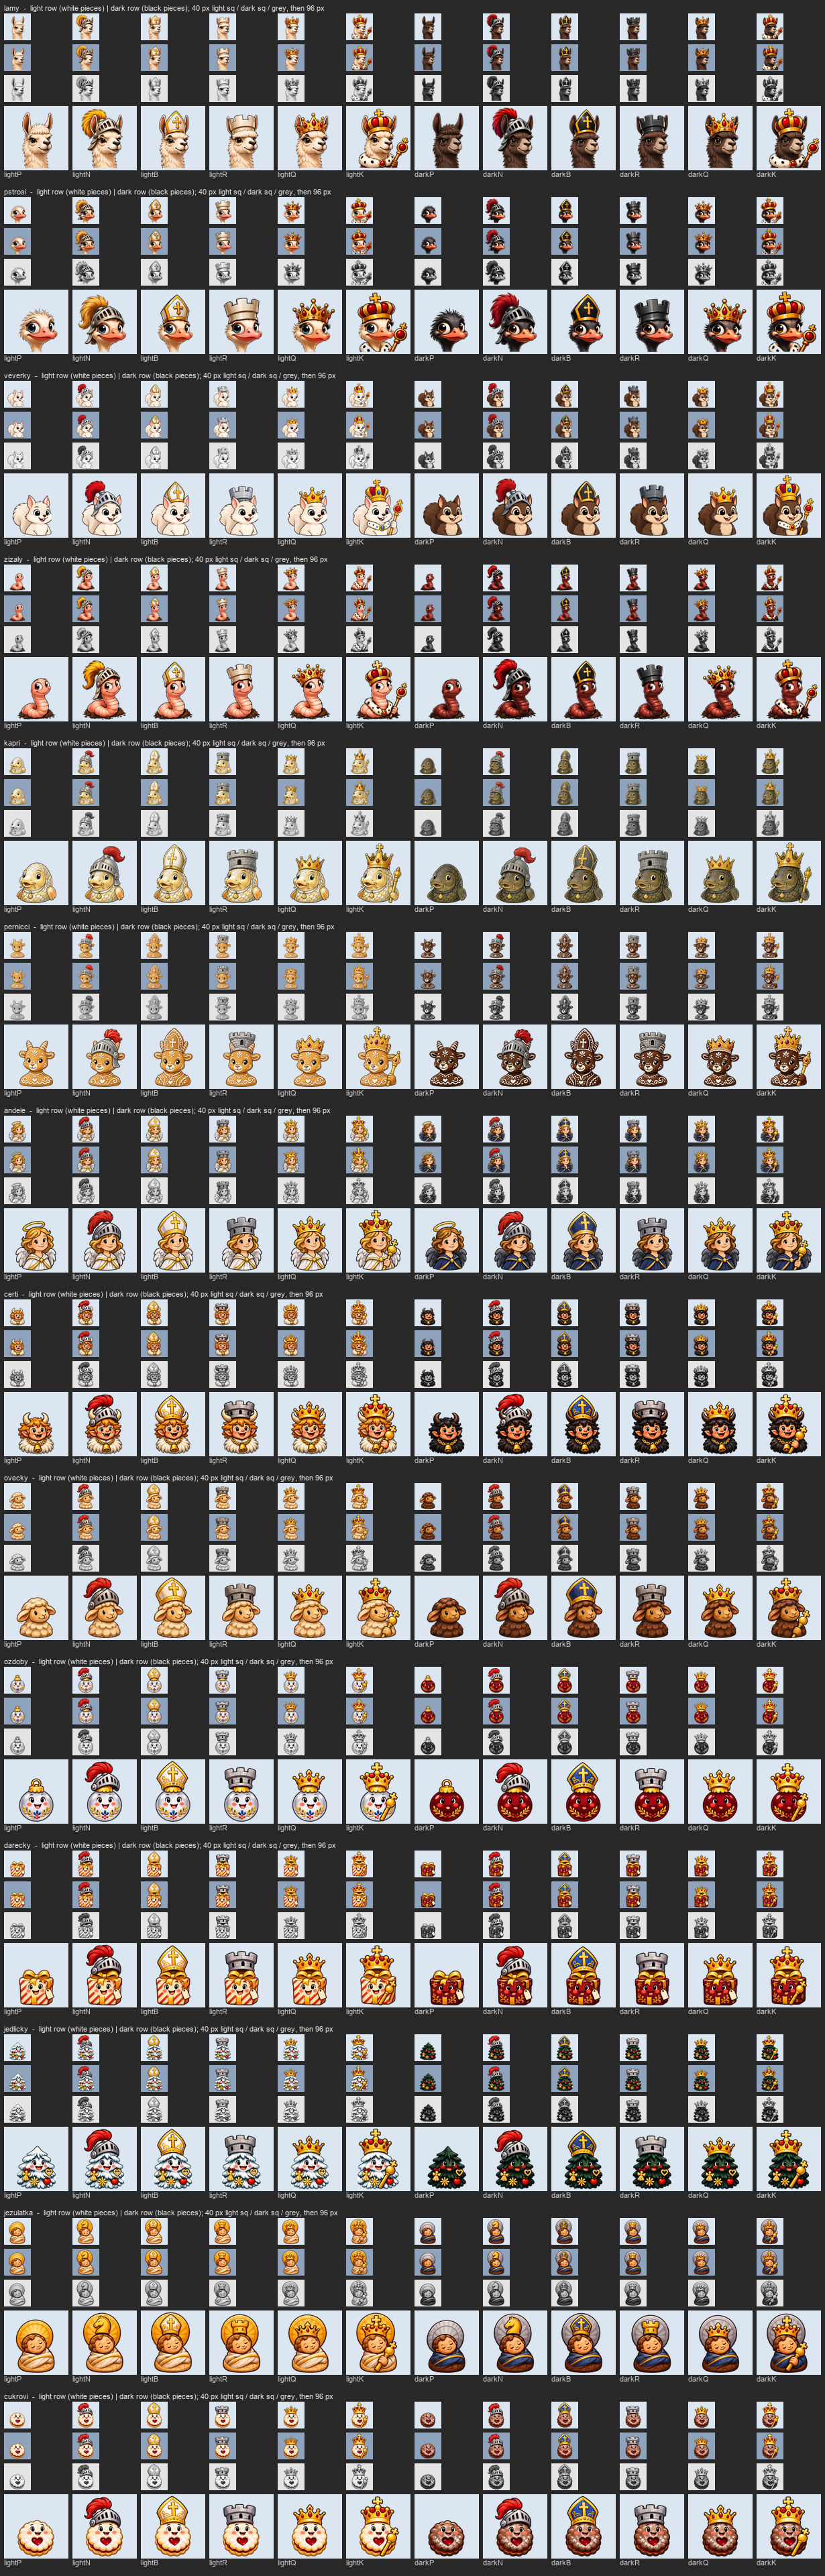 lamy - light row (white pieces) | dark row (black pieces); 40 px light sq / dark sq / grey, then 96 px
lightP lightN lightB lightR lightQ lightK darkP darkN darkB darkR darkQ darkK
pstrosi - light row (white pieces) | dark row (black pieces); 40 px light sq / dark sq / grey, then 96 px
lightP lightN lightB lightR lightQ lightK darkP darkN darkB darkR darkQ darkK
veverky - light row (white pieces) | dark row (black pieces); 40 px light sq / dark sq / grey, then 96 px
lightP lightN lightB lightR lightQ lightK darkP darkN darkB darkR darkQ darkK
zizaly - light row (white pieces) | dark row (black pieces); 40 px light sq / dark sq / grey, then 96 px
lightP lightN lightB lightR lightQ lightK darkP darkN darkB darkR darkQ darkK
kapri - light row (white pieces) | dark row (black pieces); 40 px light sq / dark sq / grey, then 96 px
lightP lightN lightB lightR lightQ lightK darkP darkN darkB darkR darkQ darkK
pernicci - light row (white pieces) | dark row (black pieces); 40 px light sq / dark sq / grey, then 96 px
lightP lightN lightB lightR lightQ lightK darkP darkN darkB darkR darkQ darkK
andele - light row (white pieces) | dark row (black pieces); 40 px light sq / dark sq / grey, then 96 px
lightP lightN lightB lightR lightQ lightK darkP darkN darkB darkR darkQ darkK
certi - light row (white pieces) | dark row (black pieces); 40 px light sq / dark sq / grey, then 96 px
lightP lightN lightB lightR lightQ lightK darkP darkN darkB darkR darkQ darkK
ovecky - light row (white pieces) | dark row (black pieces); 40 px light sq / dark sq / grey, then 96 px
lightP lightN lightB lightR lightQ lightK darkP darkN darkB darkR darkQ darkK
ozdoby - light row (white pieces) | dark row (black pieces); 40 px light sq / dark sq / grey, then 96 px
lightP lightN lightB lightR lightQ lightK darkP darkN darkB darkR darkQ darkK
darecky - light row (white pieces) | dark row (black pieces); 40 px light sq / dark sq / grey, then 96 px
lightP lightN lightB lightR lightQ lightK darkP darkN darkB darkR darkQ darkK
jedlicky - light row (white pieces) | dark row (black pieces); 40 px light sq / dark sq / grey, then 96 px
lightP lightN lightB lightR lightQ lightK darkP darkN darkB darkR darkQ darkK
jezulatka - light row (white pieces) | dark row (black pieces); 40 px light sq / dark sq / grey, then 96 px
lightP lightN lightB lightR lightQ lightK darkP darkN darkB darkR darkQ darkK
cukrovi - light row (white pieces) | dark row (black pieces); 40 px light sq / dark sq / grey, then 96 px
lightP lightN lightB lightR lightQ lightK darkP darkN darkB darkR darkQ darkK